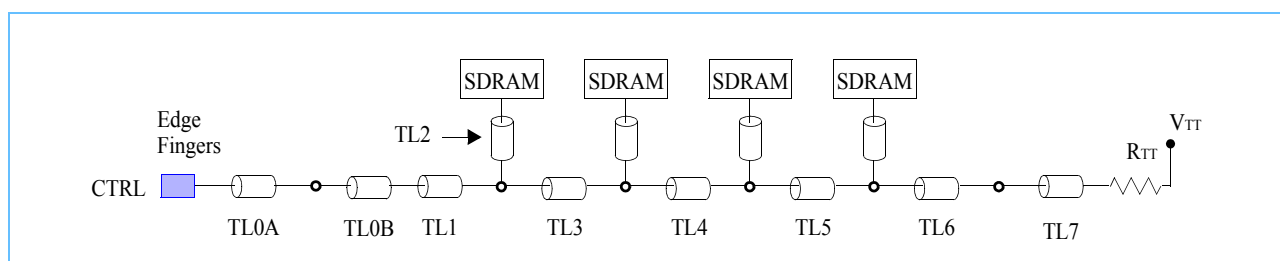 SDRAM SDRAM SDRAM SDRAM
Edge
Fingers
TL2
VTT
RTT
CTRL
TL0A TL0B TL1 TL3 TL4 TL5 TL6 TL7